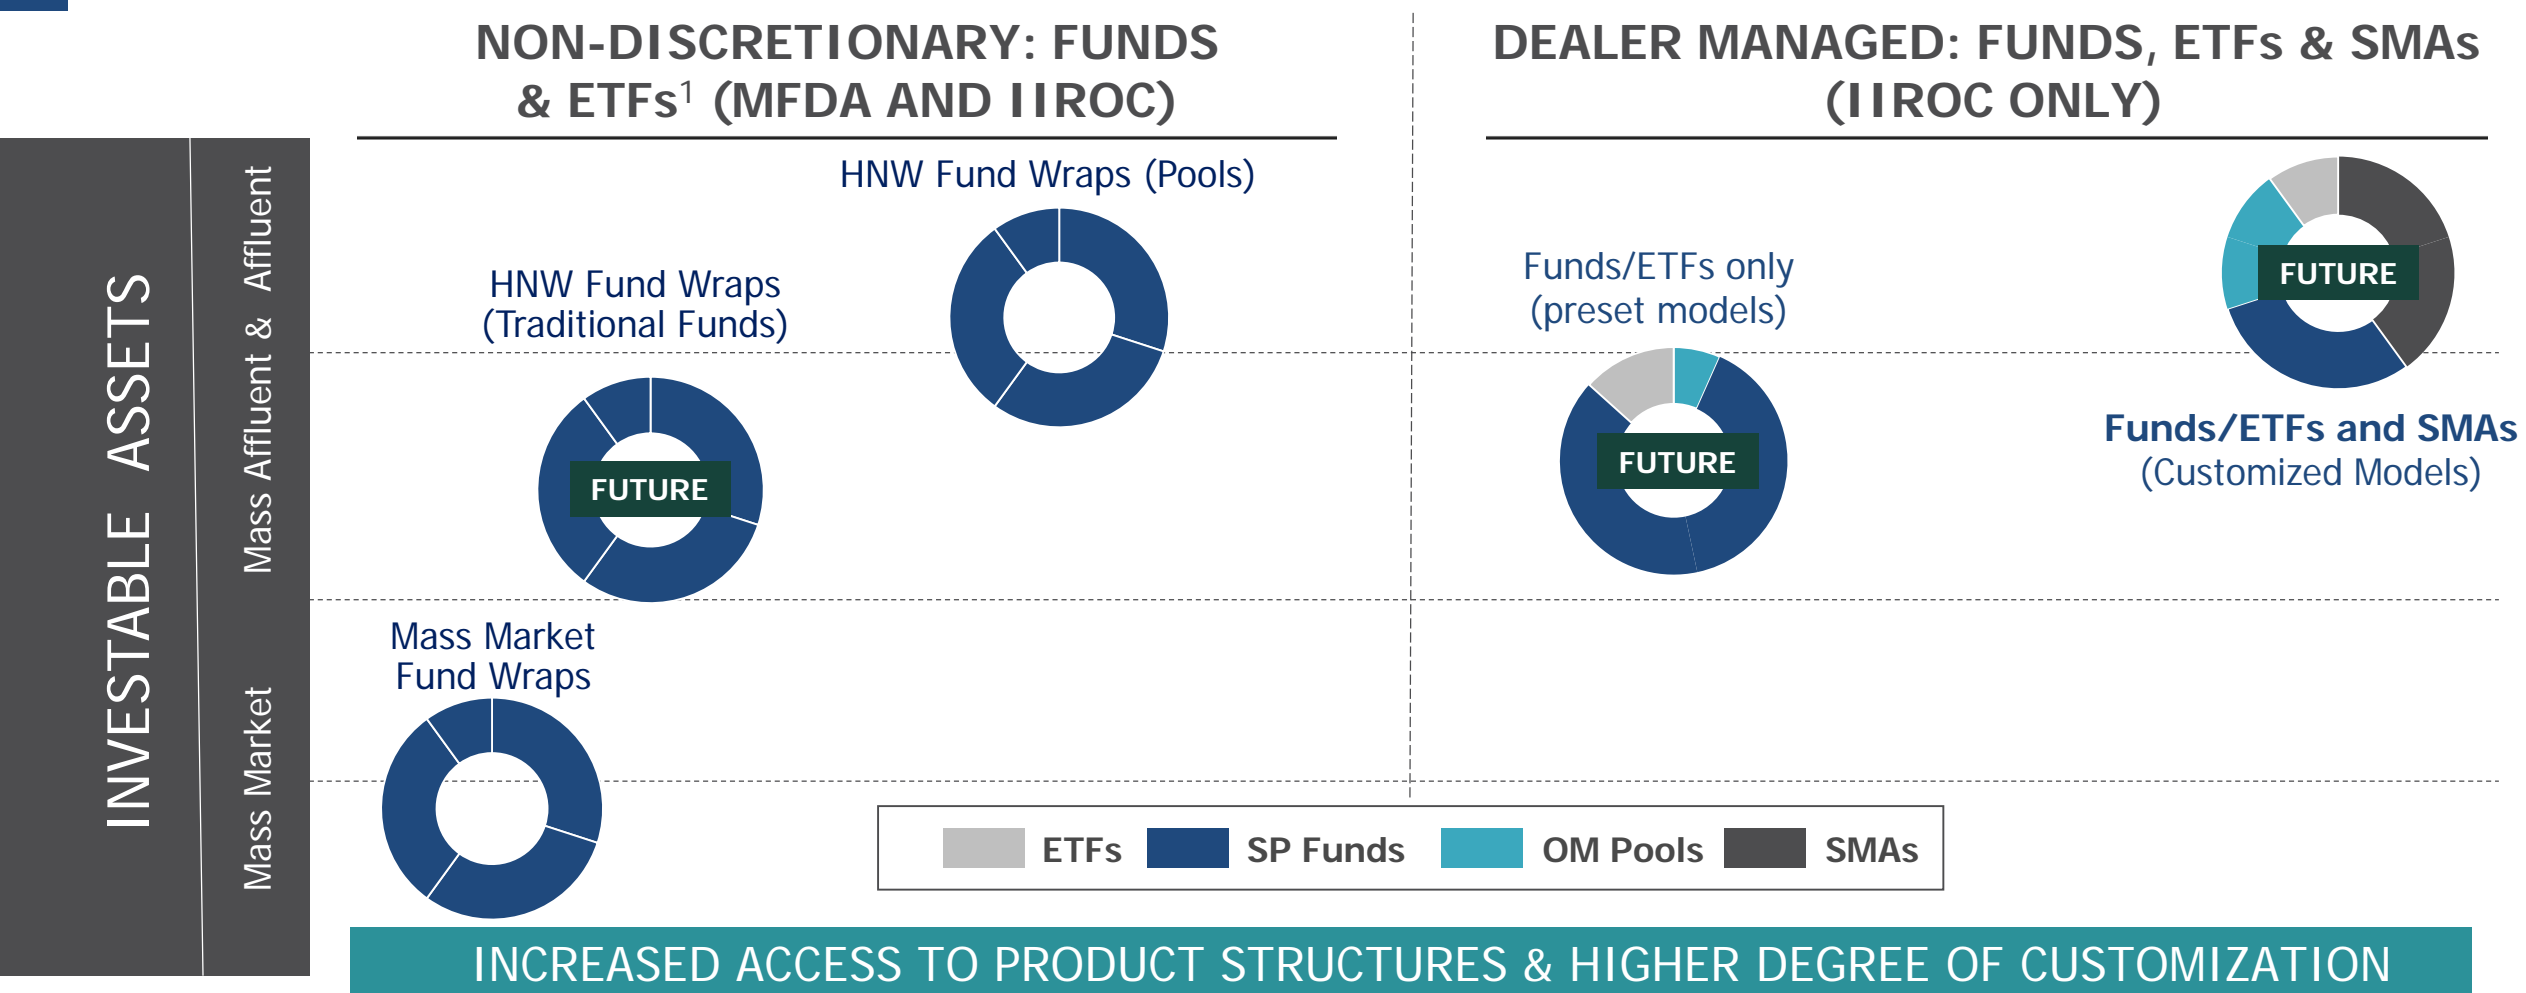 NON-DISCRETIONARY: FUNDS
& ETFs¹ (MFDA AND IIROC)
DEALER MANAGED: FUNDS, ETFs & SMAs
(IIROC ONLY)
INVESTABLE ASSETS
Mass Affluent & Affluent
Mass Market
HNW Fund Wraps (Pools)
HNW Fund Wraps
(Traditional Funds)
FUTURE
Mass Market
Fund Wraps
Funds/ETFs only
(preset models)
FUTURE
FUTURE
Funds/ETFs and SMAs
(Customized Models)
ETFs
SP Funds
OM Pools
SMAs
INCREASED ACCESS TO PRODUCT STRUCTURES & HIGHER DEGREE OF CUSTOMIZATION